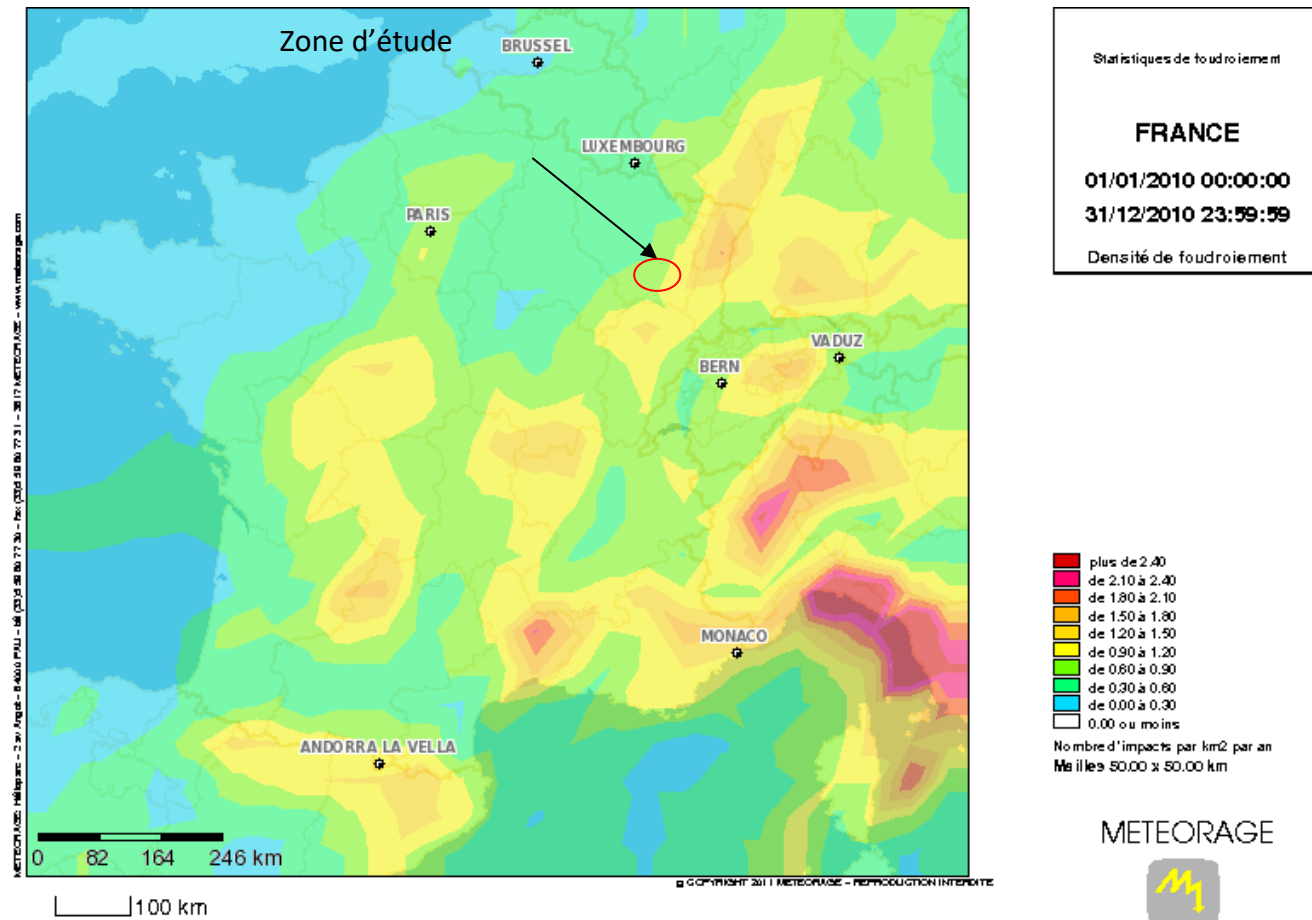 Zone d’étude
BRUSSEL
LUXEMBOURG
PARIS
VADUZ
BERN
MONACO
ANDORRA LA VELLA
0 82 164 246 km
100 km
Statistiques de foudroiement
FRANCE
01/01/2010 00:00:00
31/12/2010 23:59:59
Densité de foudroiement
plus de 2.40
de 2.10 à 2.40
de 1.80 à 2.10
de 1.50 à 1.80
de 1.20 à 1.50
de 0.90 à 1.20
de 0.60 à 0.90
de 0.30 à 0.60
de 0.00 à 0.30
0.00 ou moins
Nombre d'impacts par km2 par an
Mailles 50.00 x 50.00 km
METEORAGE
© COPYRIGHT 2011 METEORAGE - REPRODUCTION INTERDITE